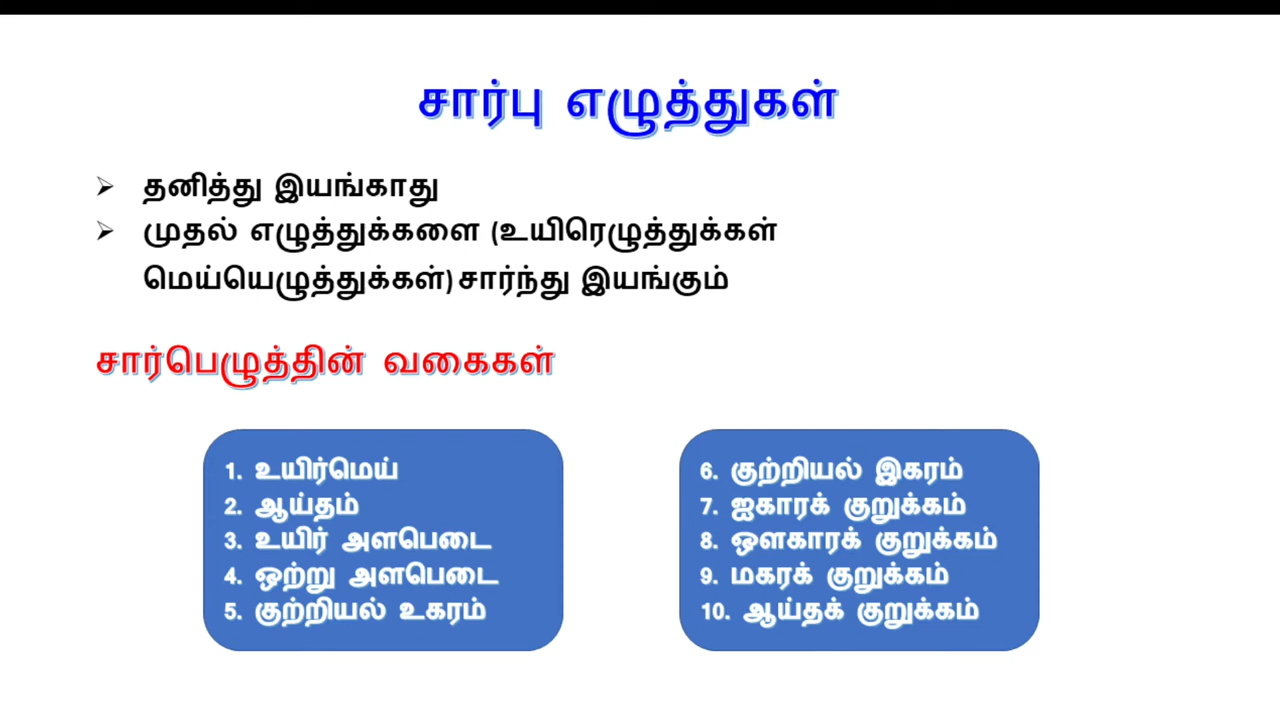 சார்பு எழுத்துகள்
தனித்து இயங்காது
முதல் எழுத்துக்களை (உயிரெழுத்துக்கள்
மெய்யெழுத்துக்கள்) சார்ந்து இயங்கும்
சார்பெழுத்தின் வகைகள்
1. உயிர்மெய்
2. ஆய்தம்
3. உயிர் அளபெடை
4. ஒற்று அளபெடை
5. குற்றியல் உகரம்
6. குற்றியல் இகரம்
7. ஐகாரக் குறுக்கம்
8. ஔகாரக் குறுக்கம்
9. மகரக் குறுக்கம்
10. ஆய்தக் குறுக்கம்